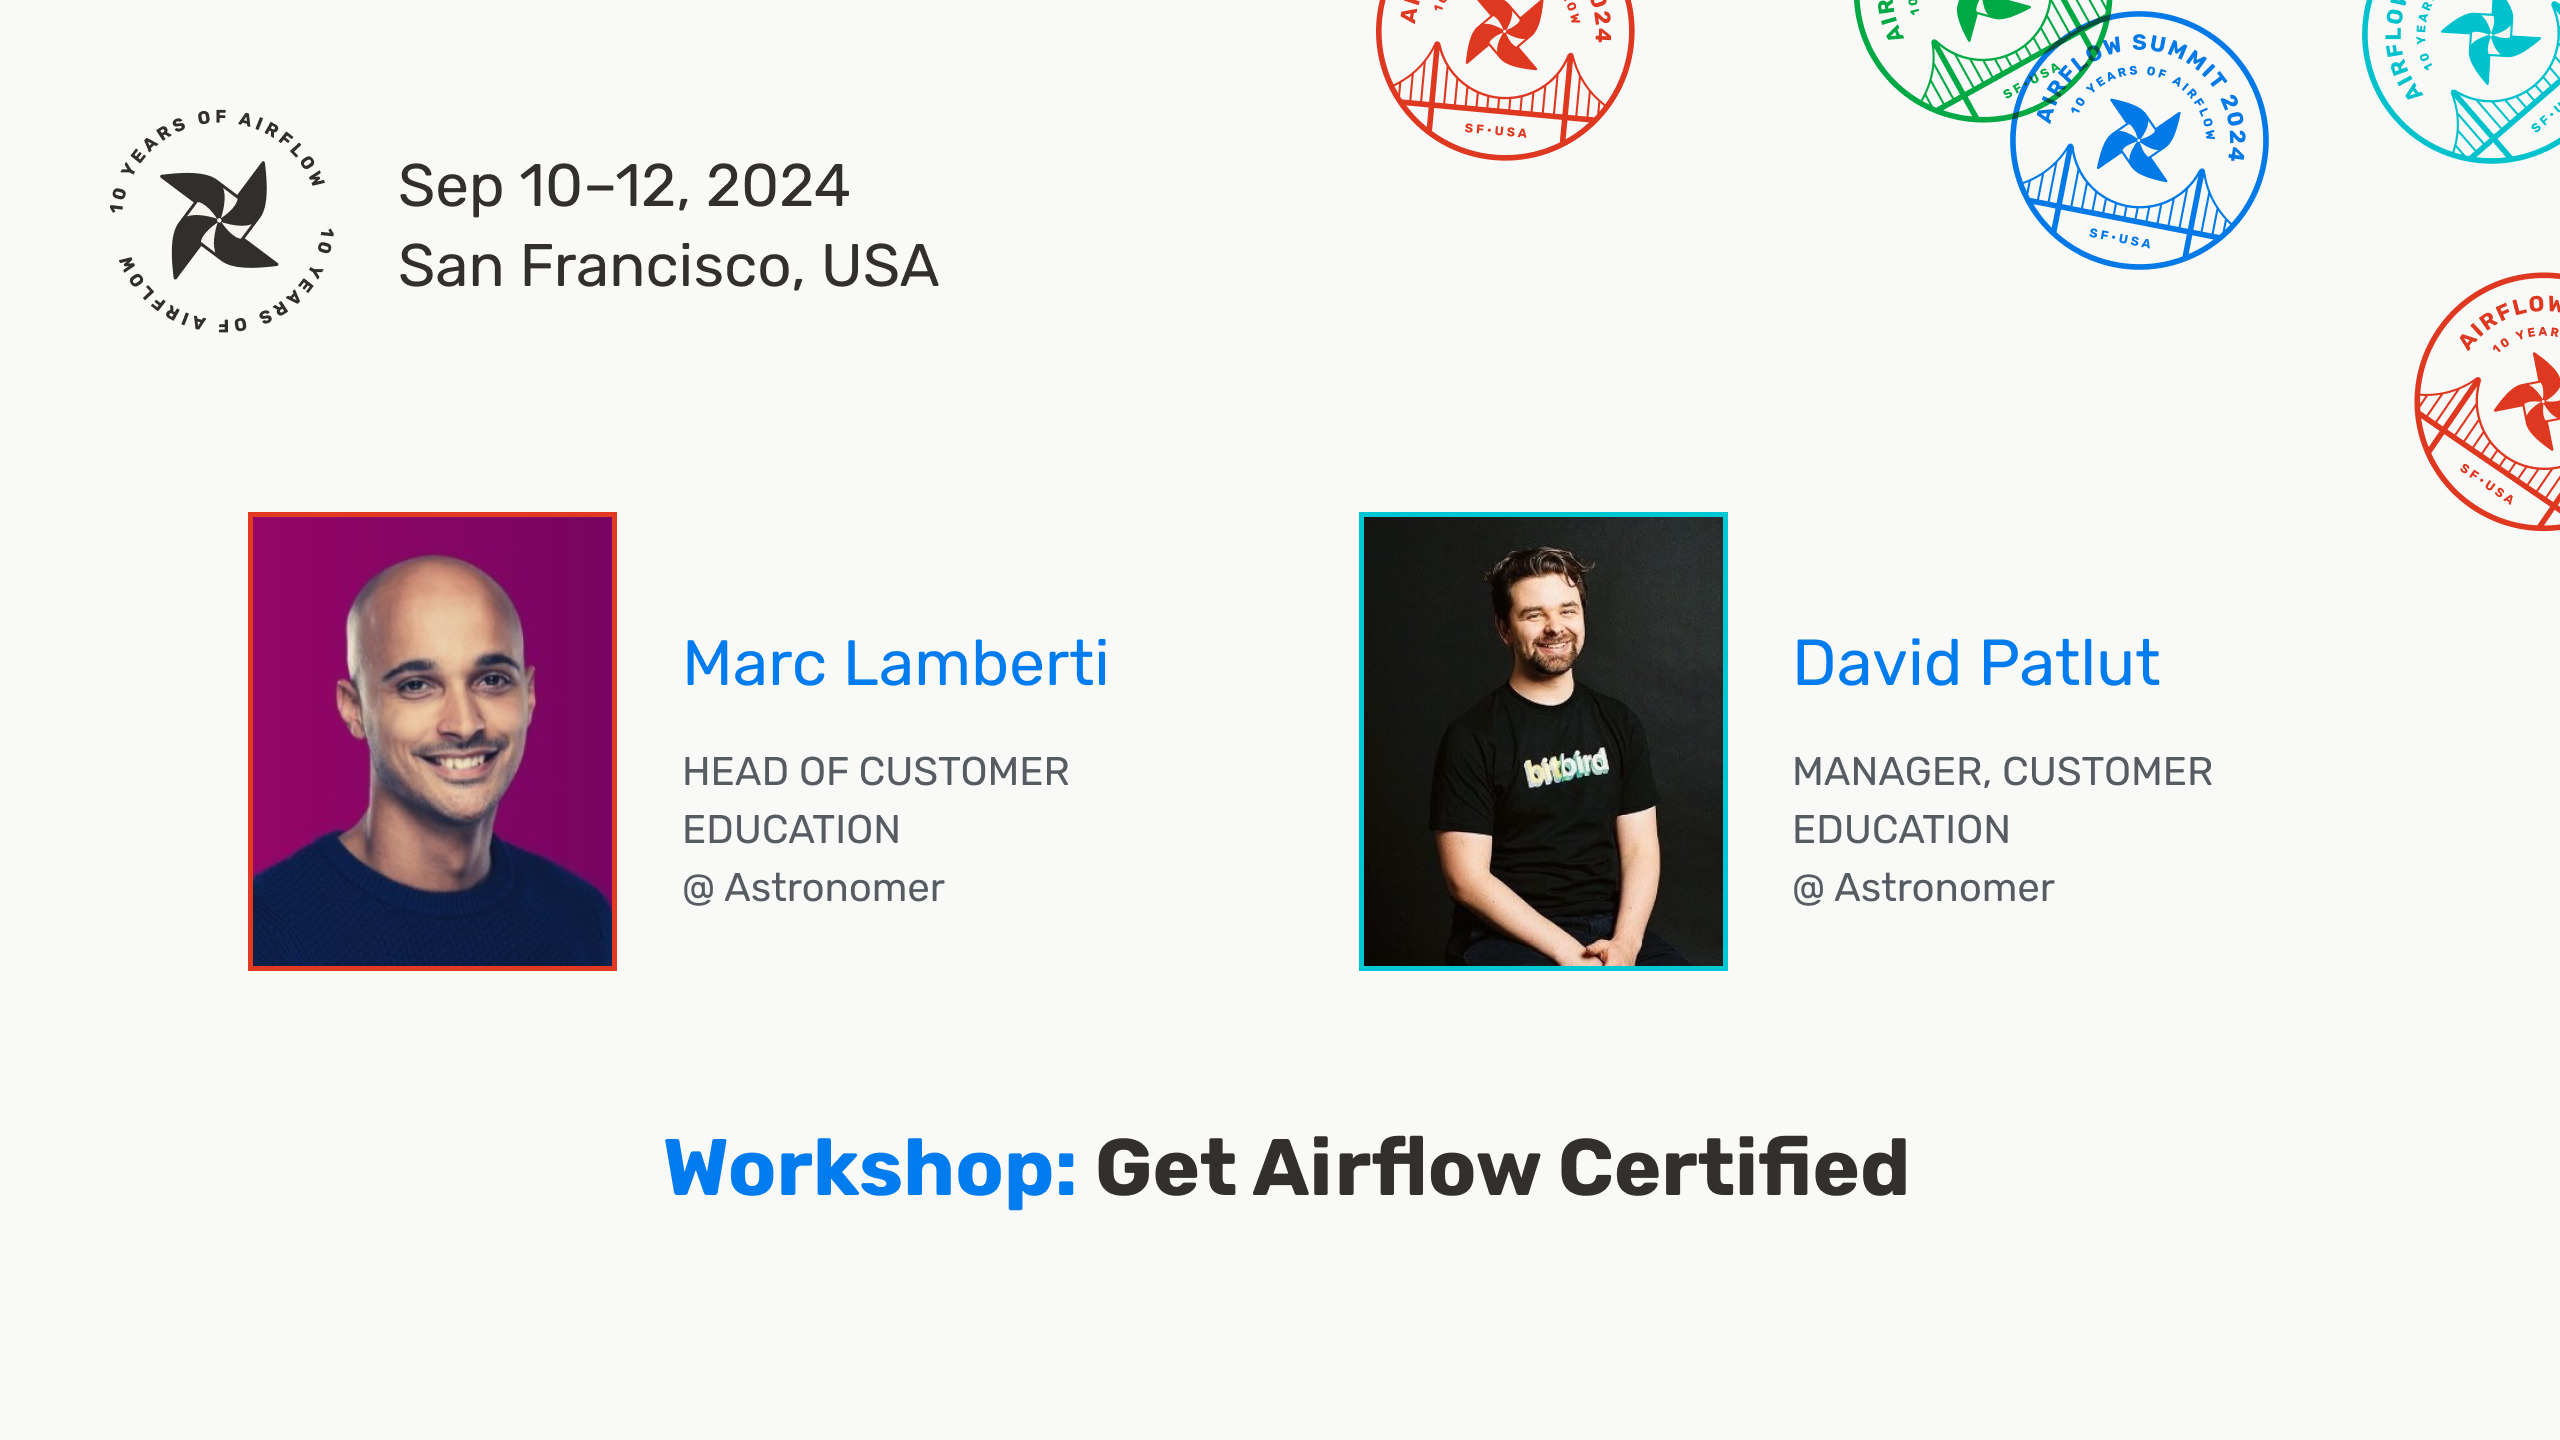 10 YEARS OF AIRFLOW
10 YEARS OF AIRFLOW
Sep 10–12, 2024
San Francisco, USA
SF•USA
SF•USA
AIRFLOW SUMMIT 2024
10 YEARS OF AIRFLOW
SF•USA
AIRFLOW
SF•USA
Marc Lamberti
HEAD OF CUSTOMER
EDUCATION
@ Astronomer
bitbird
David Patlut
MANAGER, CUSTOMER
EDUCATION
@ Astronomer
Workshop: Get Airflow Certified